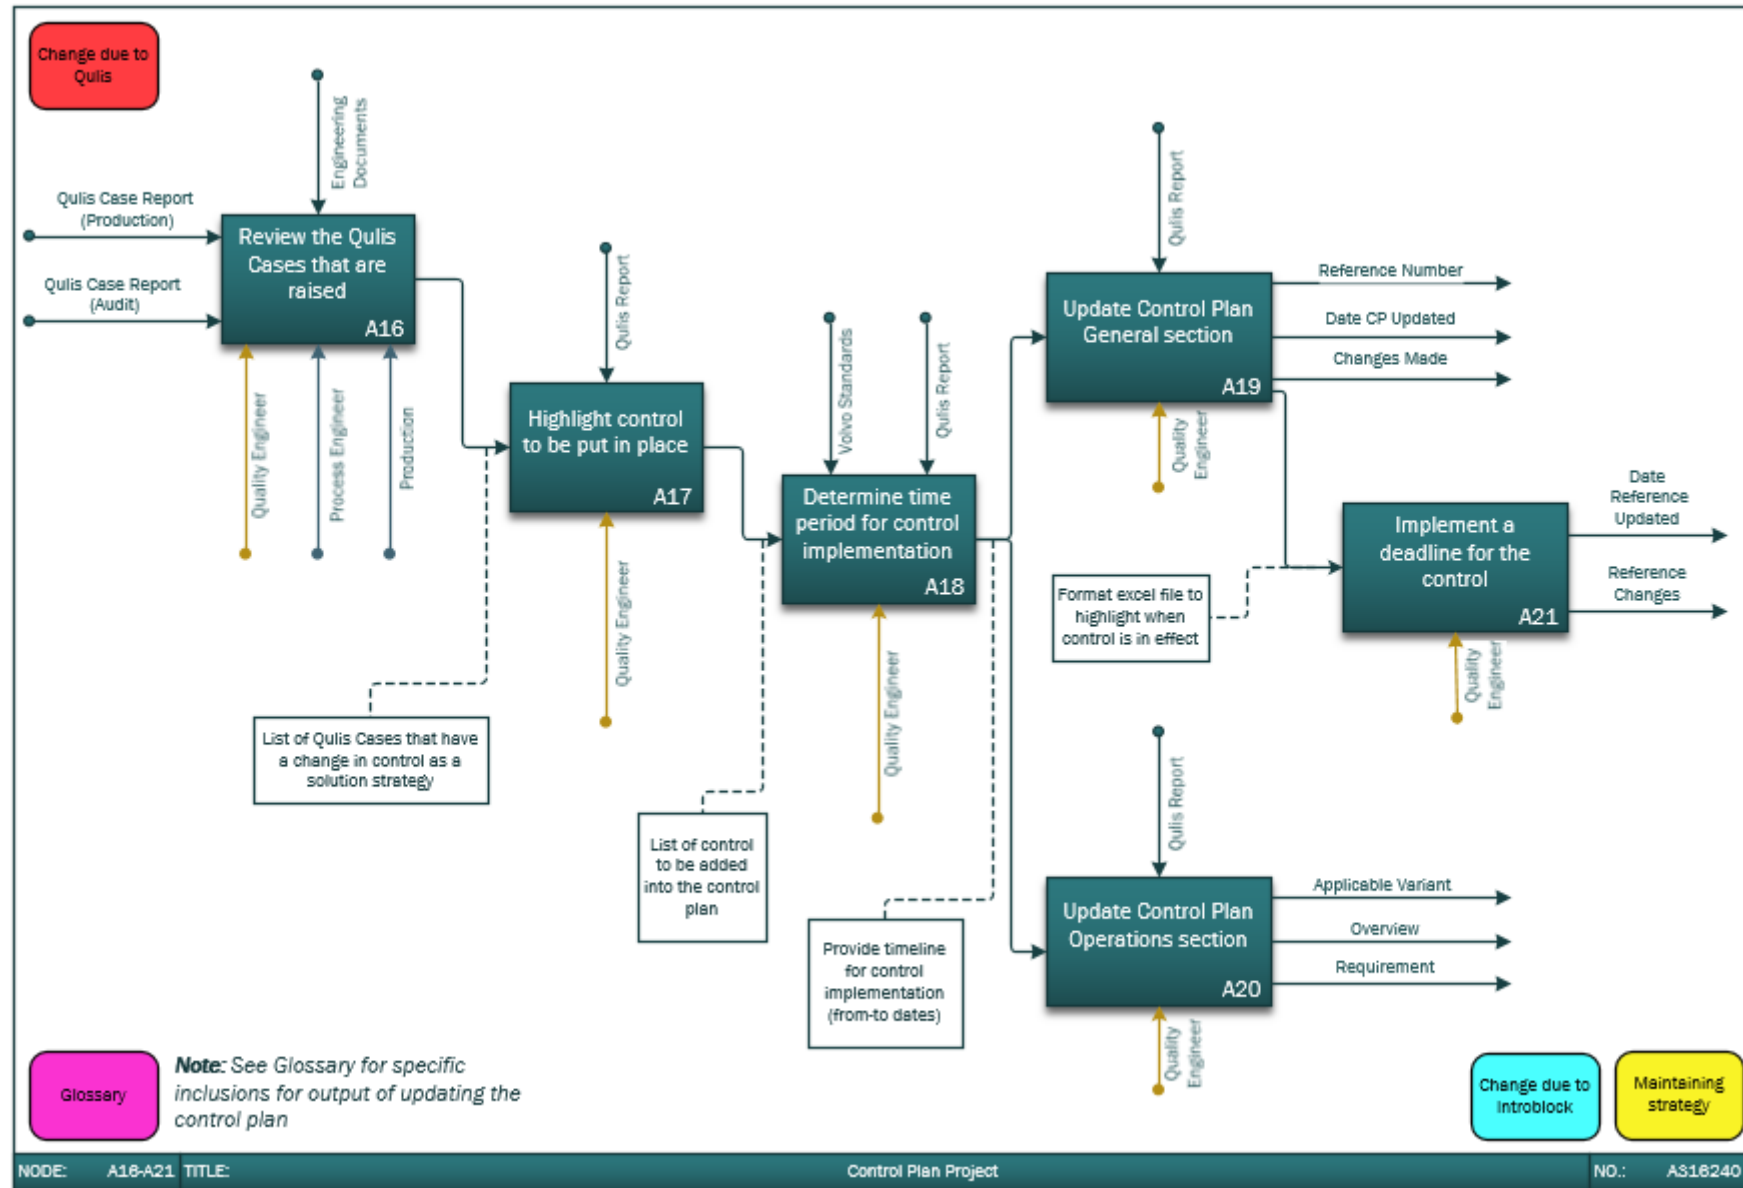 Change due to
Qulis
Engineering
Documents
Qulis Case Report
(Production)
Qulis Case Report
(Audit)
Review the Qulis
Cases that are
raised
A16
Quality Engineer
Process Engineer
Production
Qulis Report
Highlight control
to be put in place
A17
Quality Engineer
Volvo Standards
Qulis Report
Determine time
period for control
implementation
A18
Quality Engineer
Qulis Report
Update Control Plan
General section
A19
Quality
Engineer
Reference Number
Date CP Updated
Changes Made
Implement a
deadline for the
control
A21
Quality
Engineer
Date
Reference
Updated
Reference
Changes
Format excel file to
highlight when
control is in effect
List of Qulis Cases that have
a change in control as a
solution strategy
List of control
to be added
into the control
plan
Provide timeline
for control
implementation
(from-to dates)
Qulis Report
Update Control Plan
Operations section
A20
Quality
Engineer
Applicable Variant
Overview
Requirement
Glossary
Note: See Glossary for specific
inclusions for output of updating the
control plan
Change due to
Introblock
Maintaining
strategy
NODE: A16-A21 TITLE: Control Plan Project NO.: AS16240